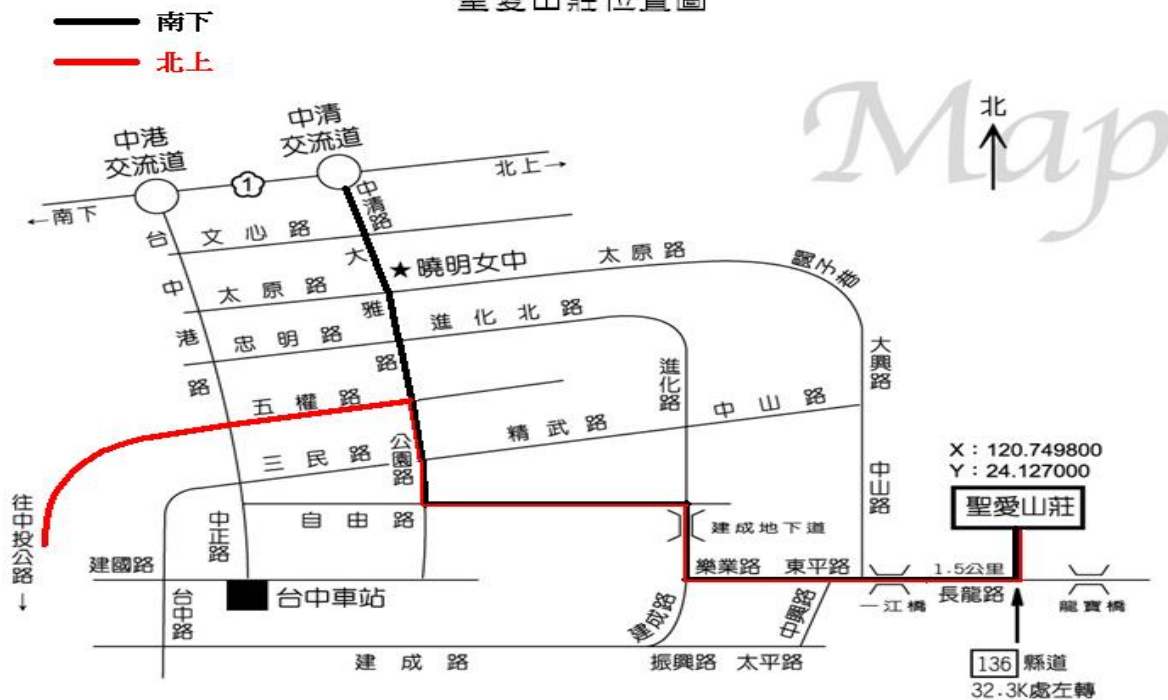 聖愛山莊位置圖
南下
北上
Map
北
中港
交流道
中清
交流道
1
北上→
←南下
中清路
台中港路
文心路
大雅路
★曉明女中
太原路
太原路
進化北路
忠明路
大興路
進化路
中山路
五權路
精武路
三民路
公園路
中山路
X：120.749800
Y：24.127000
聖愛山莊
往中投公路↓
中正路
自由路
建成地下道
建國路
樂業路
東平路
1.5公里
長龍路
台中車站
台中路
一江橋
龍寶橋
建成路
中興路
建成路
振興路
太平路
136 縣道
32.3K處左轉